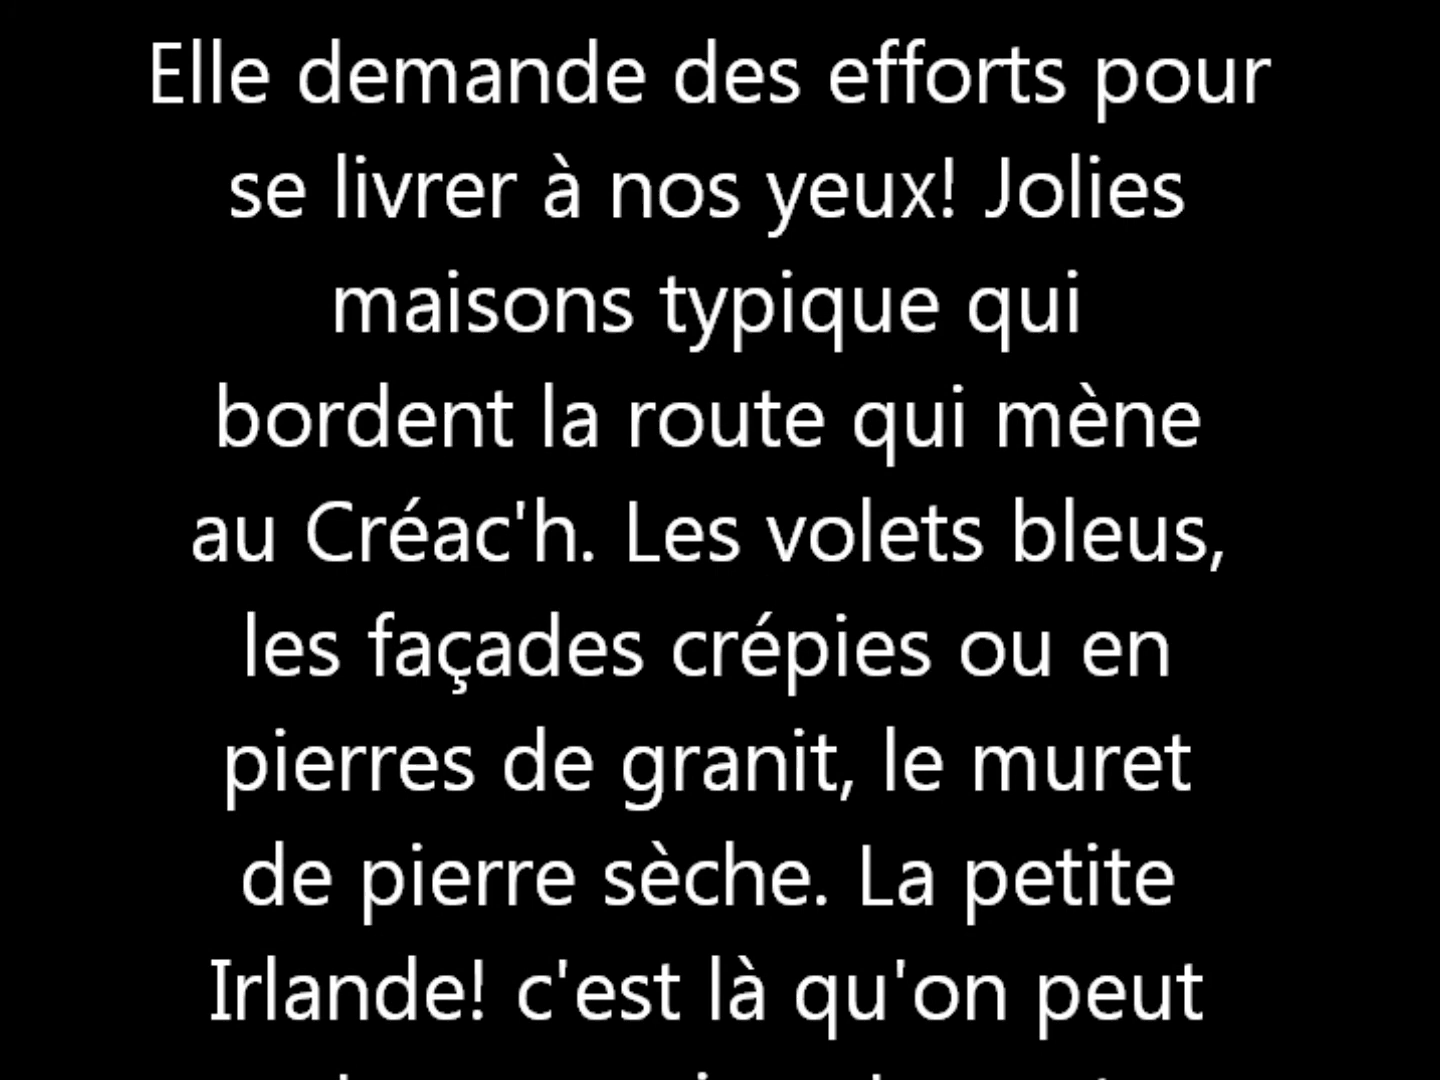 Elle demande des efforts pour
se livrer à nos yeux! Jolies
maisons typique qui
bordent la route qui mène
au Créac'h. Les volets bleus,
les façades crépies ou en
pierres de granit, le muret
de pierre sèche. La petite
Irlande! c'est là qu'on peut